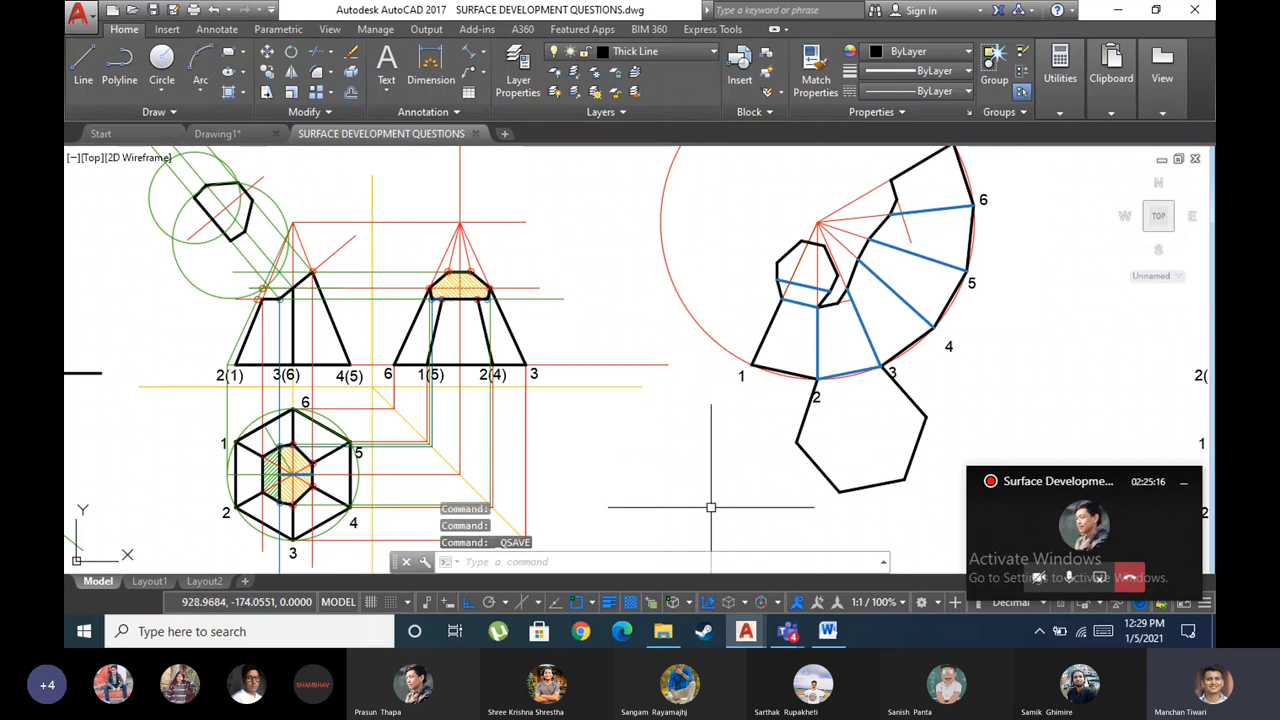 Autodesk AutoCAD 2017 SURFACE DEVELOPMENT QUESTIONS.dwg
Type a keyword or phrase
Sign In
Home Insert Annotate Parametric View Manage Output Add-ins A360 Express Tools Featured Apps BIM 360
Thick Line
ByLayer
ByLayer
ByLayer
Line Polyline Circle Arc Text Dimension Layer Properties Insert Match Properties Group Utilities Clipboard View
Draw Modify Annotation Layers Block Properties Groups
Start Drawing1* SURFACE DEVELOPMENT QUESTIONS
[−][Top][2D Wireframe]
N
W TOP E
S
Unnamed
6
5
4
3
2
1
2(1) 3(6) 4(5) 6 1(5) 2(4) 3
6
1
5
2
4
3
2(
1
Y
X
Command:
Command:
Command: _QSAVE
Type a command
Surface Developme... 02:25:16
Activate Windows
Go to Settings to activate Windows.
Model Layout1 Layout2
928.9684, -174.0551, 0.0000 MODEL 1:1 / 100% Decimal
Type here to search
12:29 PM
1/5/2021
+4
SHAMBHAV
Prasun Thapa
Shree Krishna Shrestha
Sangam Rayamajhi
Sarthak Rupakheti
Sanish Panta
Samik Ghimire
Manchan Tiwari